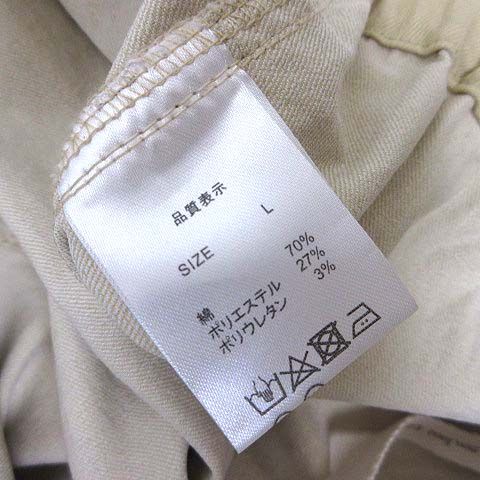 品質表示
SIZE L
綿 70%
ポリエステル 27%
ポリウレタン 3%